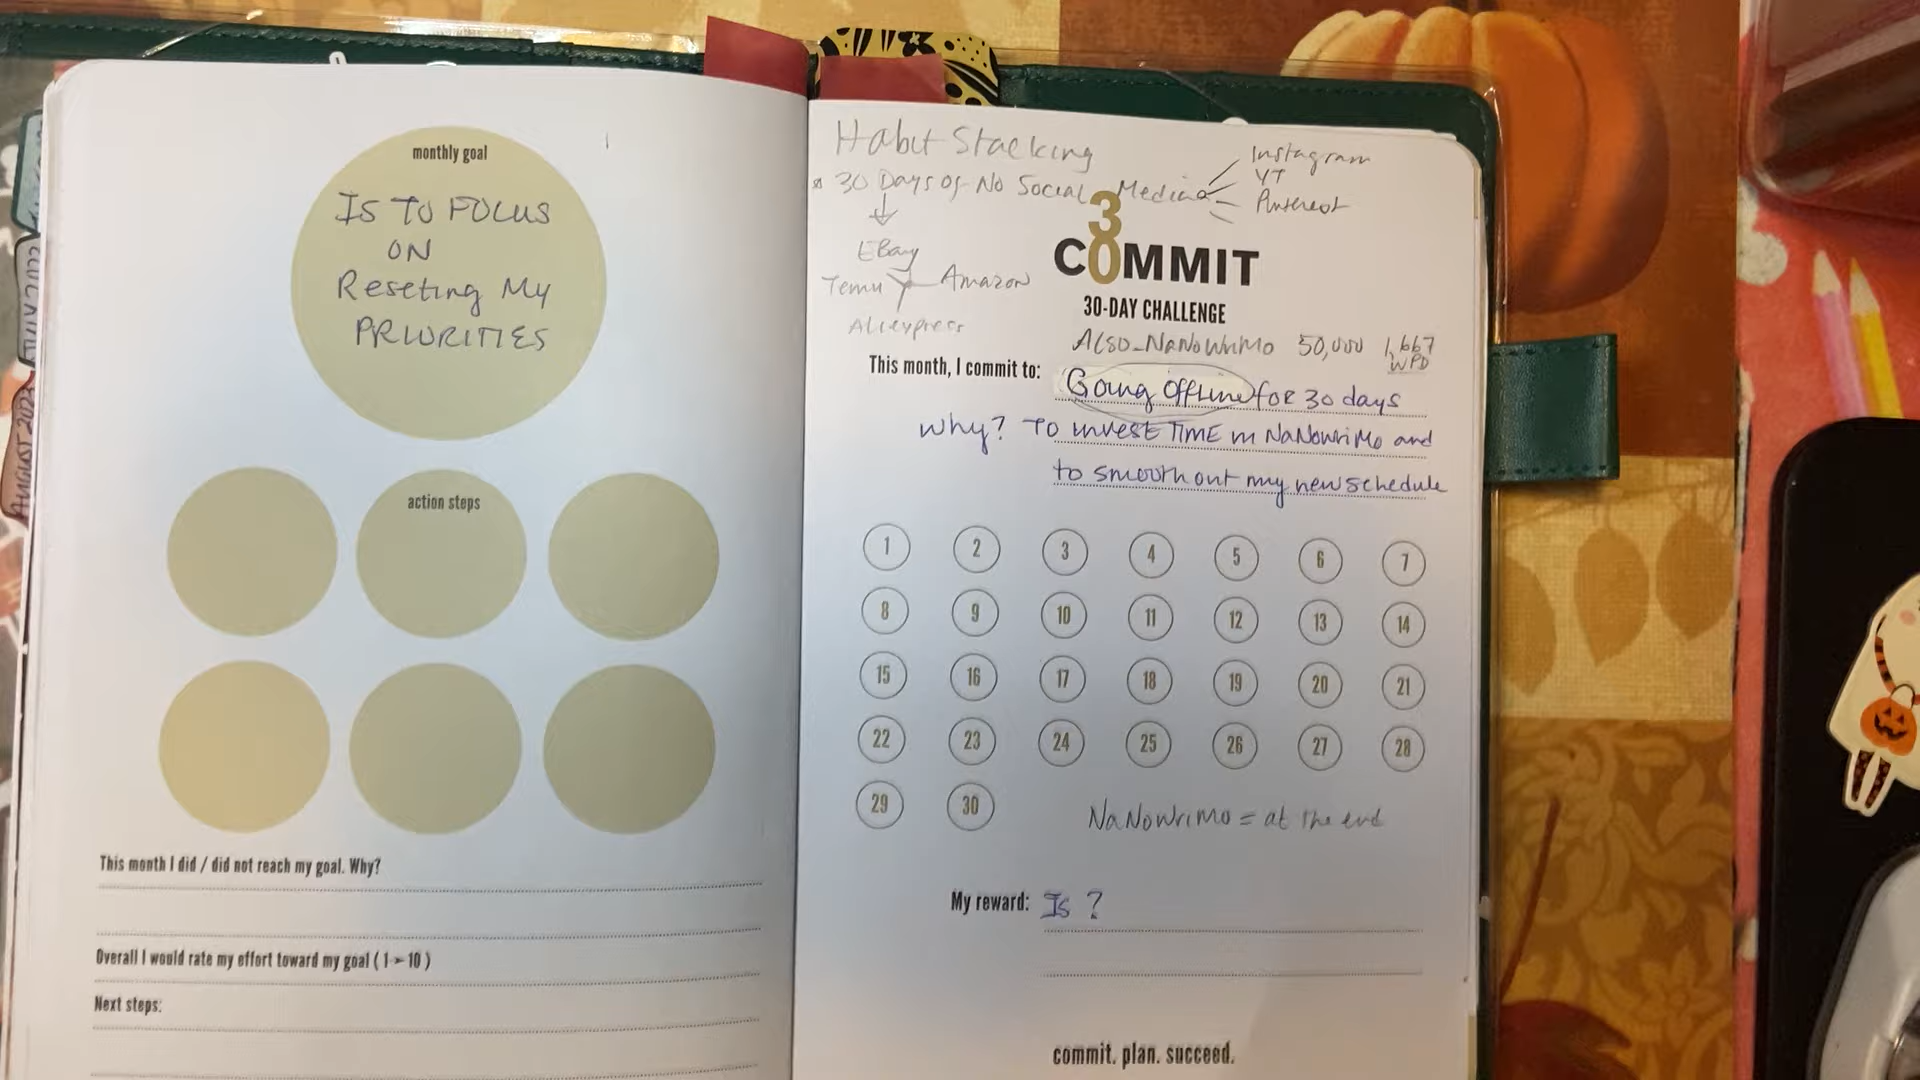 monthly goal
Is TO FOCUS
ON
Reseting My
PRIORITIES
action steps
This month I did / did not reach my goal. Why?
Overall I would rate my effort toward my goal ( 1 ➤ 10 )
Next steps:
Habit Stacking
30 Days of No Social Media
Instagram
YT
Pinterest
EBay
Temu
Amazon
Aliexpress
30
COMMIT
30-DAY CHALLENGE
Also NaNoWriMo 50,000 1,667
WPD
This month, I commit to: Going Offline for 30 days
Why? To invest TIME in NaNoWriMo and
to smooth out my new schedule
1 2 3 4 5 6 7
8 9 10 11 12 13 14
15 16 17 18 19 20 21
22 23 24 25 26 27 28
29 30
NaNoWriMo = at the end
My reward: Is ?
commit. plan. succeed.
AUGUST 2023